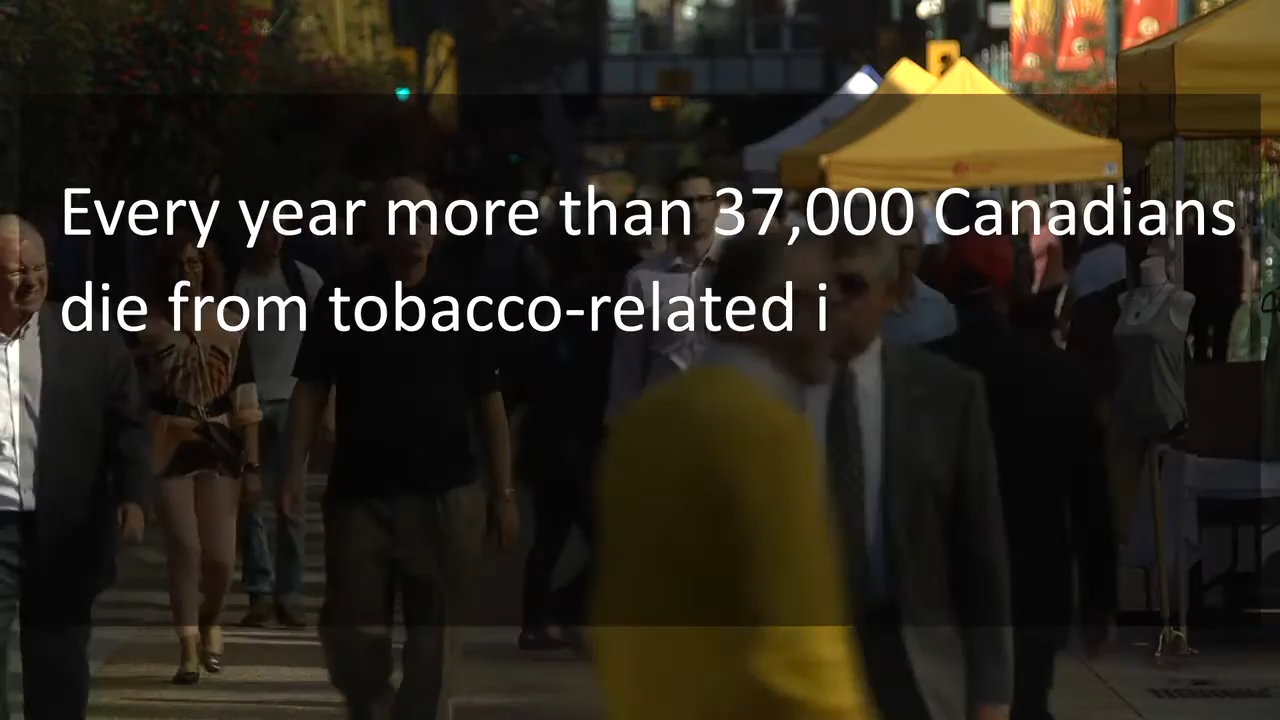 Every year more than 37,000 Canadians
die from tobacco-related i